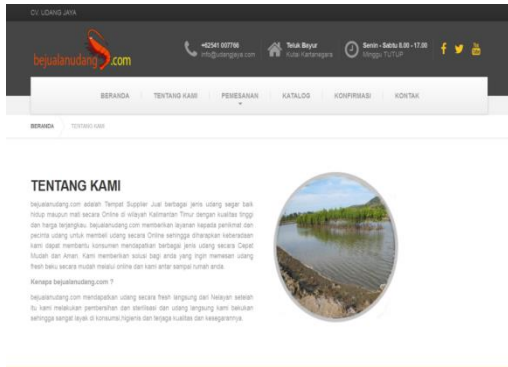 CV. UDANG JAYA
bejualanudang.com
+62541 007766
info@udangjaya.com
Teluk Bayur
Kutai Kartanegara
Senin - Sabtu 8.00 - 17.00
Minggu TUTUP
BERANDA TENTANG KAMI PEMESANAN KATALOG KONFIRMASI KONTAK
BERANDA TENTANG KAMI
TENTANG KAMI
bejualanudang.com adalah Tempat Supplier Jual berbagai jenis udang segar baik
hidup maupun mati secara Online di wilayah Kalimantan Timur dengan kualitas tinggi
dan harga terjangkau. bejualanudang.com memberikan layanan kepada penikmat dan
pecinta udang untuk membeli udang secara Online sehingga diharapkan keberadaan
kami dapat membantu konsumen mendapatkan berbagai jenis udang secara Cepat
Mudah dan Aman. Kami memberikan solusi bagi anda yang ingin memesan udang
fresh beku secara mudah melalui online dan kami antar sampai rumah anda.
Kenapa bejualanudang.com ?
bejualanudang.com mendapatkan udang secara fresh langsung dari Nelayan setelah
itu kami melakukan pembersihan dan sterilisasi dan udang langsung kami bekukan
sehingga sangat layak di konsumsi,higienis dan terjaga kualitas dan kesegarannya.